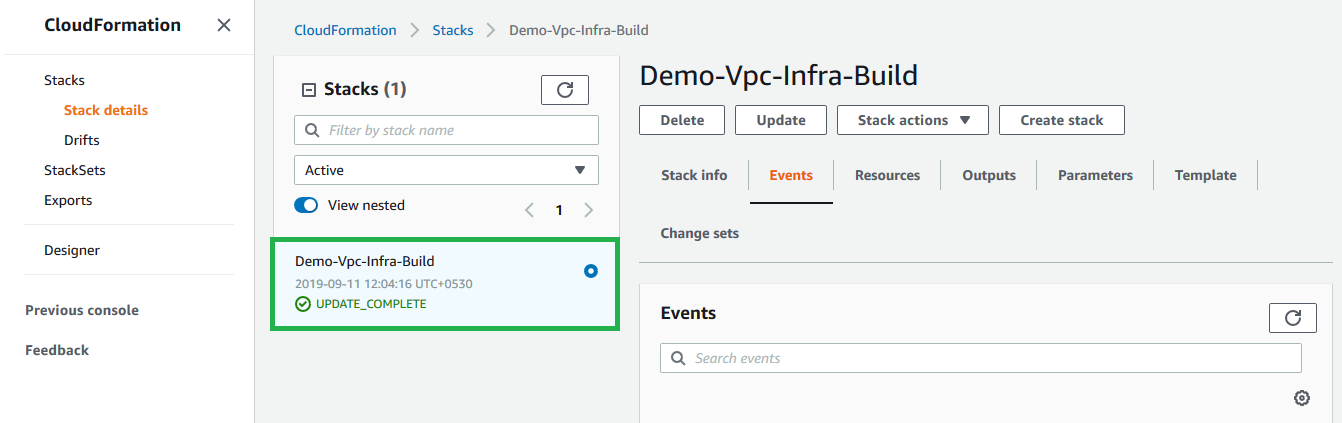 CloudFormation
Stacks
Stack details
Drifts
StackSets
Exports
Designer
Previous console
Feedback
CloudFormation > Stacks > Demo-Vpc-Infra-Build
Stacks (1)
Filter by stack name
Active
View nested
1
Demo-Vpc-Infra-Build
2019-09-11 12:04:16 UTC+0530
UPDATE_COMPLETE
Demo-Vpc-Infra-Build
Delete Update Stack actions Create stack
Stack info Events Resources Outputs Parameters Template
Change sets
Events
Search events